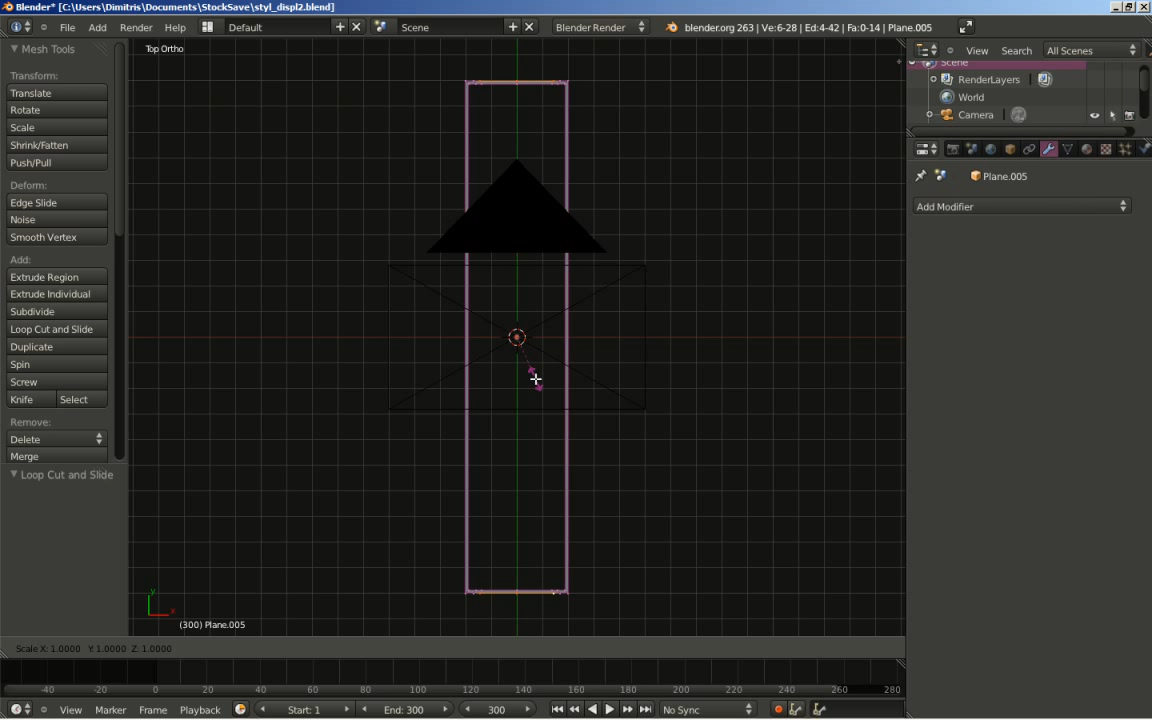 Blender* [C:\Users\Dimitris\Documents\StockSave\styl_displ2.blend]
File Add Render Help Default Scene Blender Render blender.org 263 | Ve:6-28 | Ed:4-42 | Fa:0-14 | Plane.005
Mesh Tools
Top Ortho
View Search All Scenes
Scene
Transform:
RenderLayers
Translate
World
Rotate
Camera
Scale
Shrink/Fatten
Push/Pull
Plane.005
Deform:
Edge Slide
Add Modifier
Noise
Smooth Vertex
Add:
Extrude Region
Extrude Individual
Subdivide
Loop Cut and Slide
Duplicate
Spin
Screw
Knife Select
Remove:
Delete
Merge
Loop Cut and Slide
y
x
(300) Plane.005
Scale X: 1.0000 Y: 1.0000 Z: 1.0000
-40 -20 0 20 40 60 80 100 120 140 160 180 200 220 240 260 280
View Marker Frame Playback Start: 1 End: 300 300 No Sync